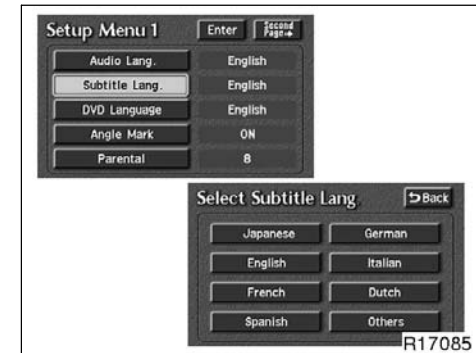 Setup Menu 1 Enter Second Page→
Audio Lang. English
Subtitle Lang. English
DVD Language English
Angle Mark ON
Parental 8
Select Subtitle Lang. Back
Japanese German
English Italian
French Dutch
Spanish Others
R17085